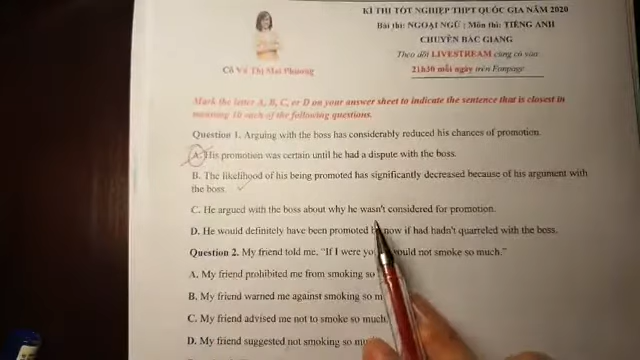 KÌ THI TỐT NGHIỆP THPT QUỐC GIA NĂM 2020
Bài thi: NGOẠI NGỮ ; Môn thi: TIẾNG ANH
CHUYÊN BẮC GIANG
Theo dõi LIVESTREAM cùng cô vào
21h30 mỗi ngày trên Fanpage
Cô Vũ Thị Mai Phương
Mark the letter A, B, C, or D on your answer sheet to indicate the sentence that is closest in
meaning to each of the following questions.
Question 1. Arguing with the boss has considerably reduced his chances of promotion.
A. His promotion was certain until he had a dispute with the boss.
B. The likelihood of his being promoted has significantly decreased because of his argument with
the boss.
C. He argued with the boss about why he wasn't considered for promotion.
D. He would definitely have been promoted by now if had hadn't quarreled with the boss.
Question 2. My friend told me, "If I were you would not smoke so much."
A. My friend prohibited me from smoking so
B. My friend warned me against smoking so m
C. My friend advised me not to smoke so much.
D. My friend suggested not smoking so mu